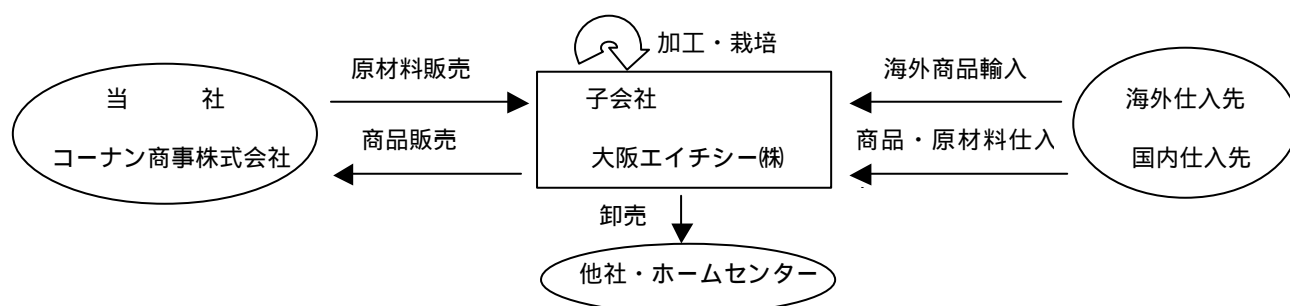 加工・栽培
原材料販売
海外商品輸入
当 社
子会社
海外仕入先
商品販売
商品・原材料仕入
コーナン商事株式会社
大阪エイチシー㈱
国内仕入先
卸売
他社・ホームセンター